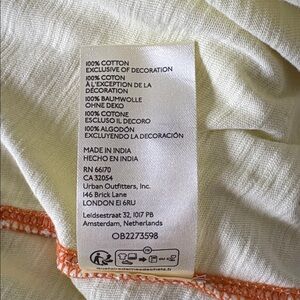 100% COTTON
EXCLUSIVE OF DECORATION
100% COTON
À L'EXCEPTION DE LA
DÉCORATION
100% BAUMWOLLE
OHNE DEKO
100% COTONE
ESCLUSO IL DECORO
100% ALGODÓN
EXCLUYENDO LA DECORACIÓN
MADE IN INDIA
HECHO EN INDIA
RN 66170
CA 32054
Urban Outfitters, Inc.
146 Brick Lane
LONDON E1 6RU
Leidsestraat 32, 1017 PB
Amsterdam, Netherlands
OB2273598
FR